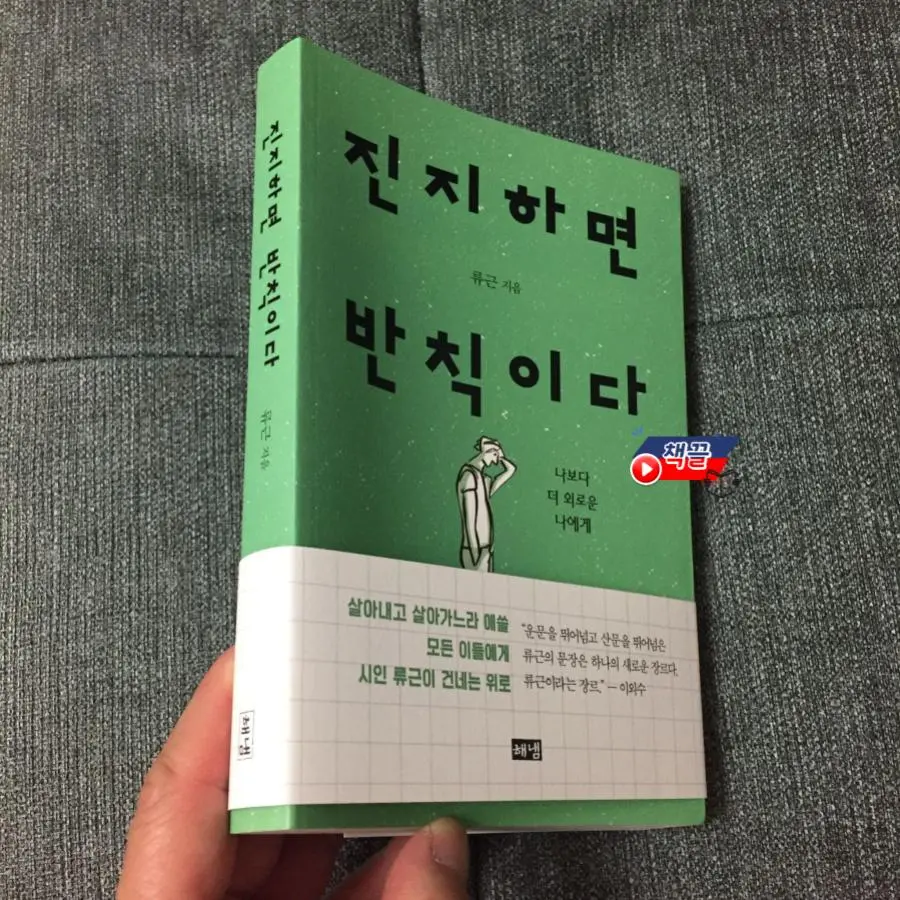 진지하면 반칙이다
류근 지음
해냄
진지하면
류근 지음
반칙이다
나보다
더 외로운
나에게
책끌
살아내고 살아가느라 애쓸
모든 이들에게
시인 류근이 건네는 위로
“운문을 뛰어넘고 산문을 뛰어넘은
류근의 문장은 하나의 새로운 장르다.
류근이라는 장르.” — 이외수
해냄